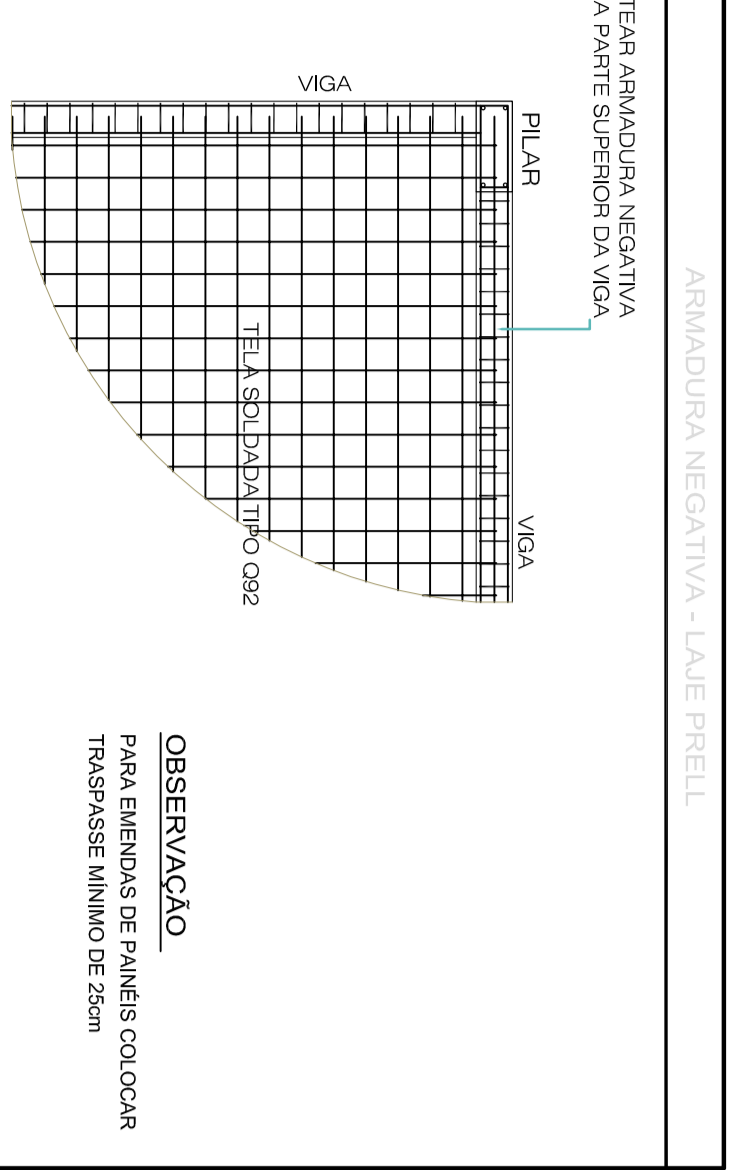 ARMADURA NEGATIVA - LAJE PRELL
TEAR ARMADURA NEGATIVA
A PARTE SUPERIOR DA VIGA
PILAR
VIGA
VIGA
TELA SOLDADA TIPO Q92
OBSERVAÇÃO
PARA EMENDAS DE PAINÉIS COLOCAR
TRASPASSE MÍNIMO DE 25cm